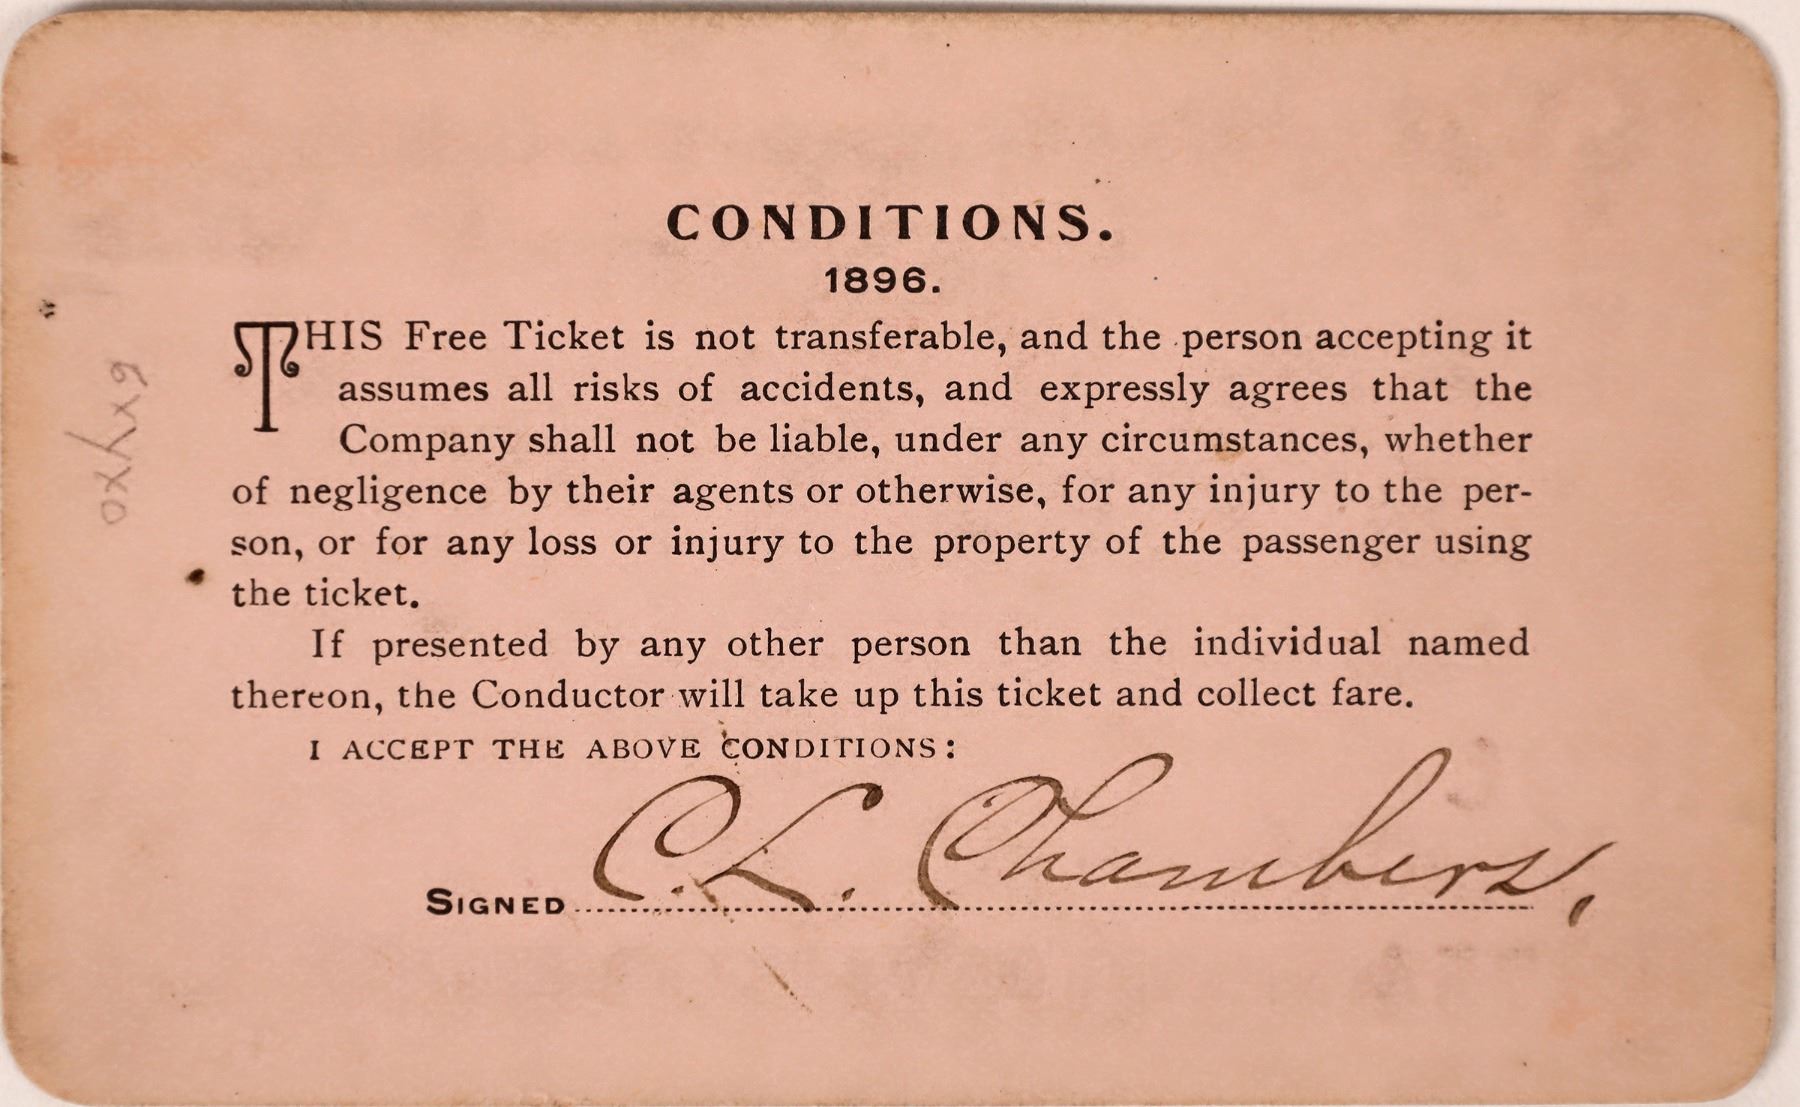 CONDITIONS.
1896.
THIS Free Ticket is not transferable, and the person accepting it
assumes all risks of accidents, and expressly agrees that the
Company shall not be liable, under any circumstances, whether
of negligence by their agents or otherwise, for any injury to the per-
son, or for any loss or injury to the property of the passenger using
the ticket.
If presented by any other person than the individual named
thereon, the Conductor will take up this ticket and collect fare.
I ACCEPT THE ABOVE CONDITIONS:
SIGNED C. L. Chambers,